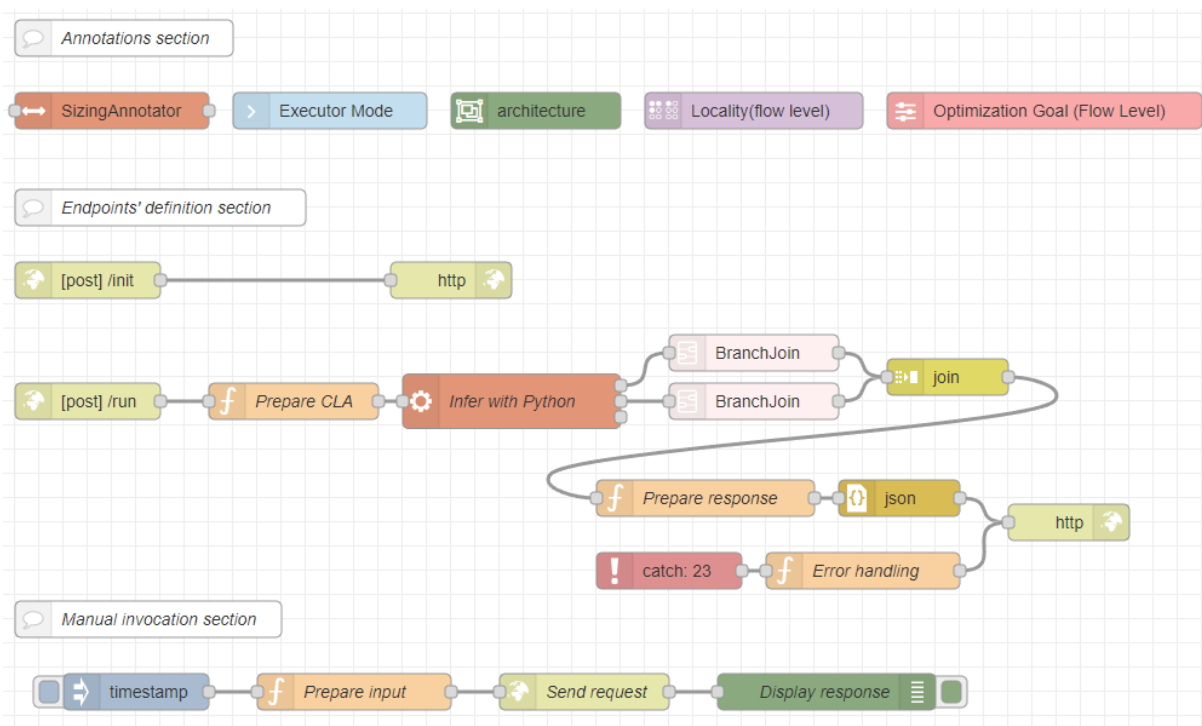 Annotations section
SizingAnnotator
Executor Mode
architecture
Locality(flow level)
Optimization Goal (Flow Level)
Endpoints' definition section
[post] /init
http
BranchJoin
join
[post] /run
Prepare CLA
Infer with Python
BranchJoin
Prepare response
json
http
catch: 23
Error handling
Manual invocation section
timestamp
Prepare input
Send request
Display response